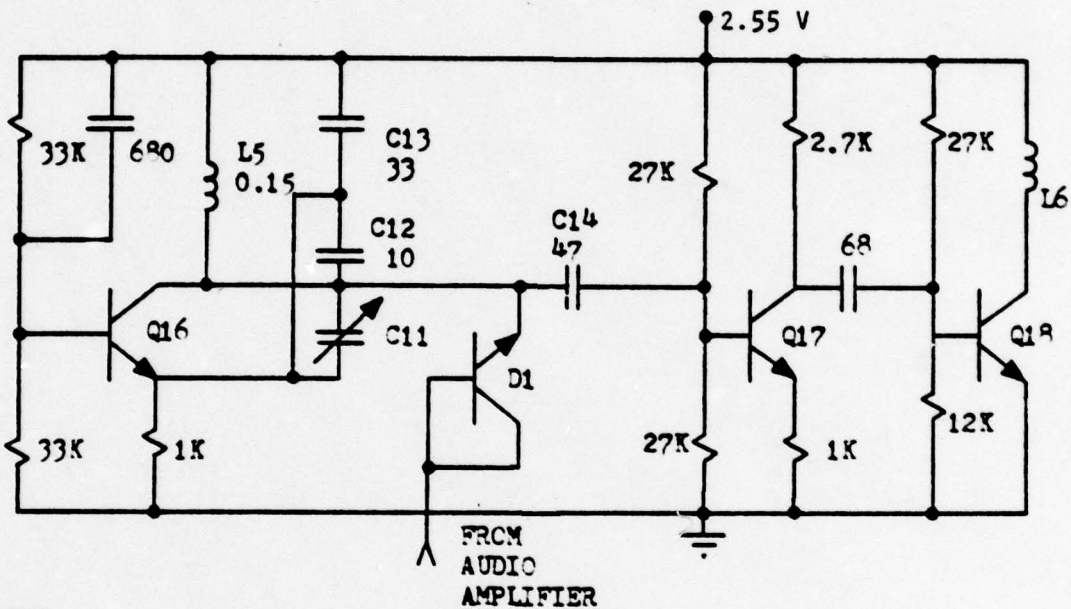 2.55 V
33K
680
L5
0.15
C13
33
27K
2.7K
27K
L6
C12
10
C14
47
68
Q16
C11
D1
Q17
Q18
33K
1K
27K
1K
12K
FROM
AUDIO
AMPLIFIER